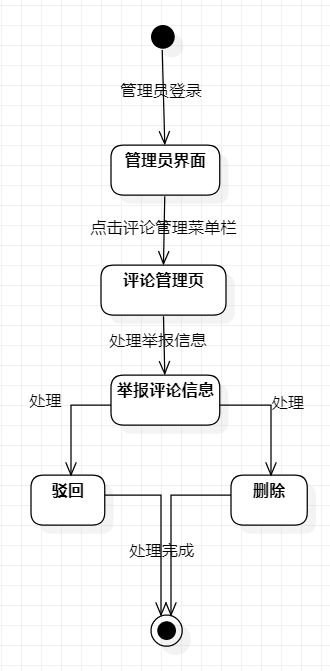 管理员登录
管理员界面
点击评论管理菜单栏
评论管理页
处理举报信息
举报评论信息
处理
处理
驳回
删除
处理完成